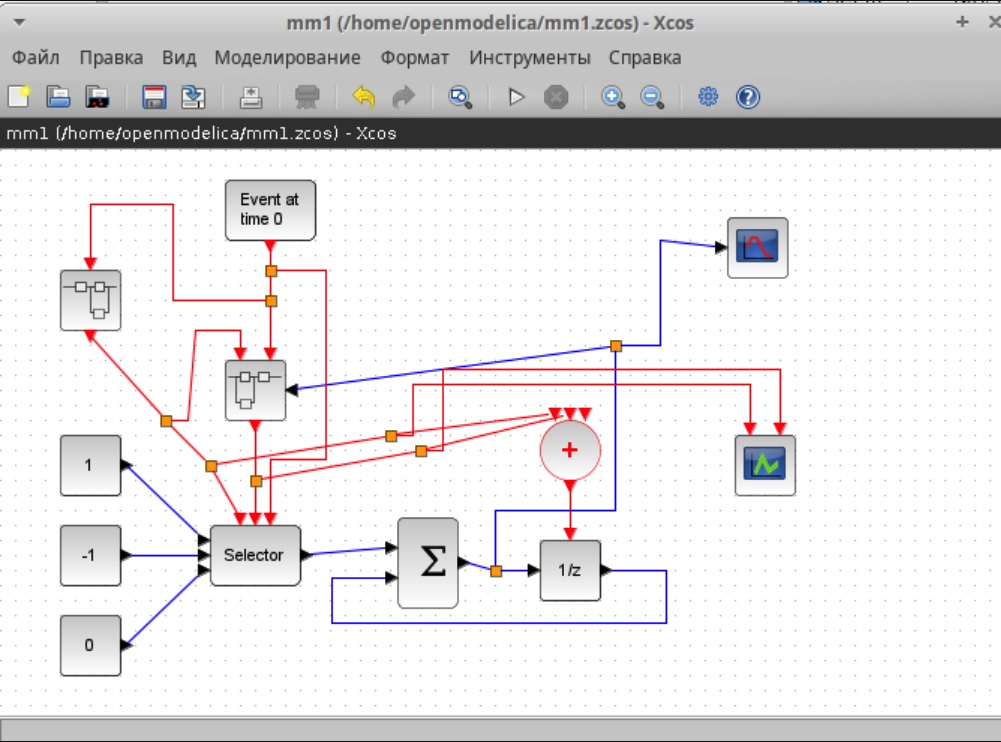 mm1 (/home/openmodelica/mm1.zcos) - Xcos
Файл Правка Вид Моделирование Формат Инструменты Справка
mm1 (/home/openmodelica/mm1.zcos) - Xcos
Event at
time 0
1
+
-1
Selector
Σ
1/z
0